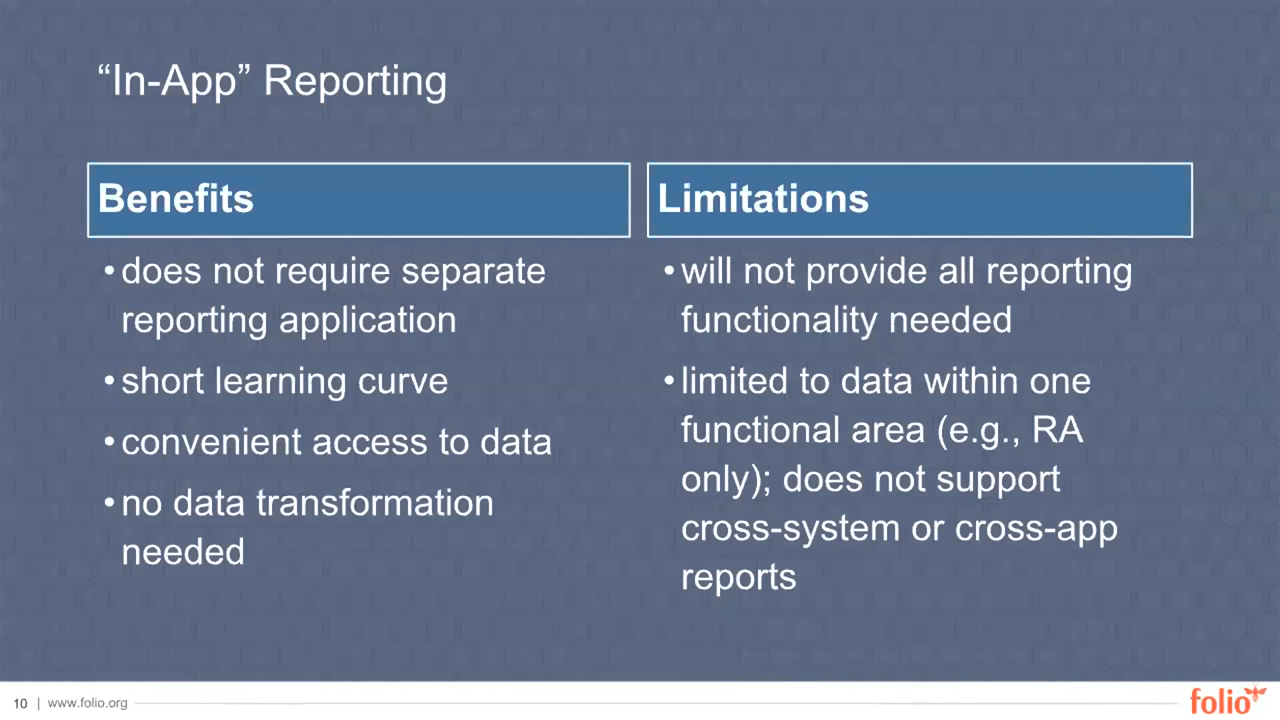 “In-App” Reporting
Benefits
•does not require separate
reporting application
•short learning curve
•convenient access to data
•no data transformation
needed
Limitations
•will not provide all reporting
functionality needed
•limited to data within one
functional area (e.g., RA
only); does not support
cross-system or cross-app
reports
10 | www.folio.org
folio